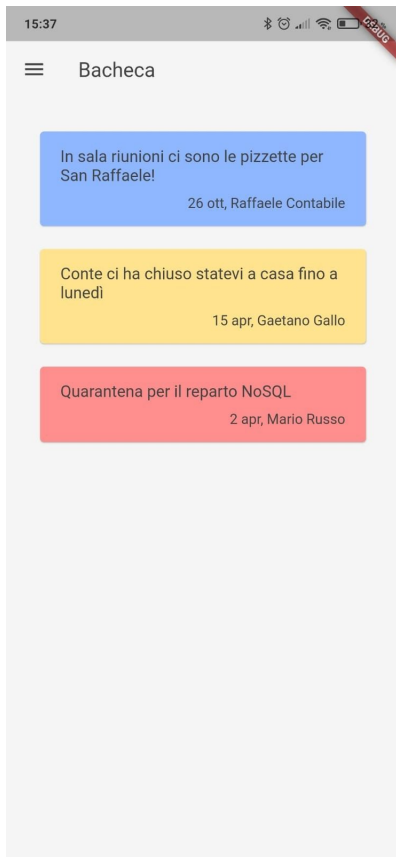 15:37
DEBUG
Bacheca
In sala riunioni ci sono le pizzette per
San Raffaele!
26 ott, Raffaele Contabile
Conte ci ha chiuso statevi a casa fino a
lunedì
15 apr, Gaetano Gallo
Quarantena per il reparto NoSQL
2 apr, Mario Russo